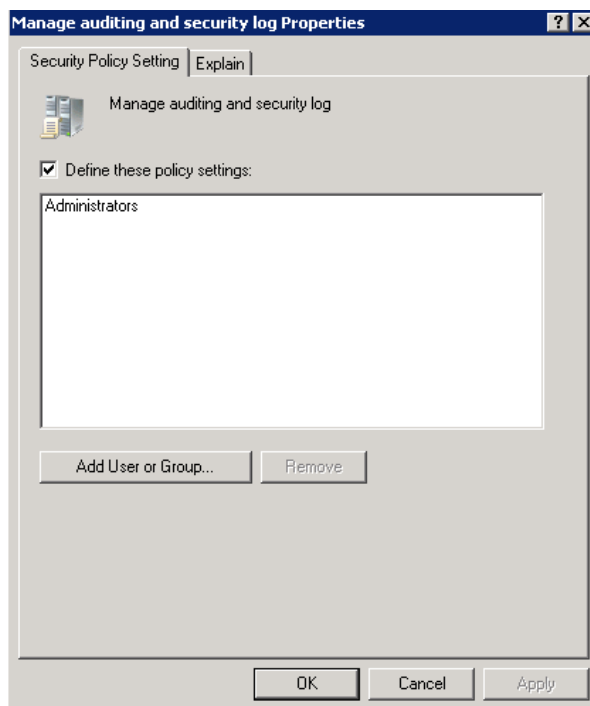 Manage auditing and security log Properties
Security Policy Setting
Explain
Manage auditing and security log
Define these policy settings:
Administrators
Add User or Group...
Remove
OK
Cancel
Apply